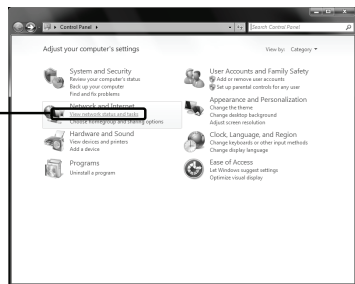 Control Panel
Search Control Panel
Adjust your computer's settings
View by: Category
System and Security
Review your computer's status
Back up your computer
Find and fix problems
Network and Internet
View network status and tasks
Choose homegroup and sharing options
Hardware and Sound
View devices and printers
Add a device
Programs
Uninstall a program
User Accounts and Family Safety
Add or remove user accounts
Set up parental controls for any user
Appearance and Personalization
Change the theme
Change desktop background
Adjust screen resolution
Clock, Language, and Region
Change keyboards or other input methods
Change display language
Ease of Access
Let Windows suggest settings
Optimize visual display